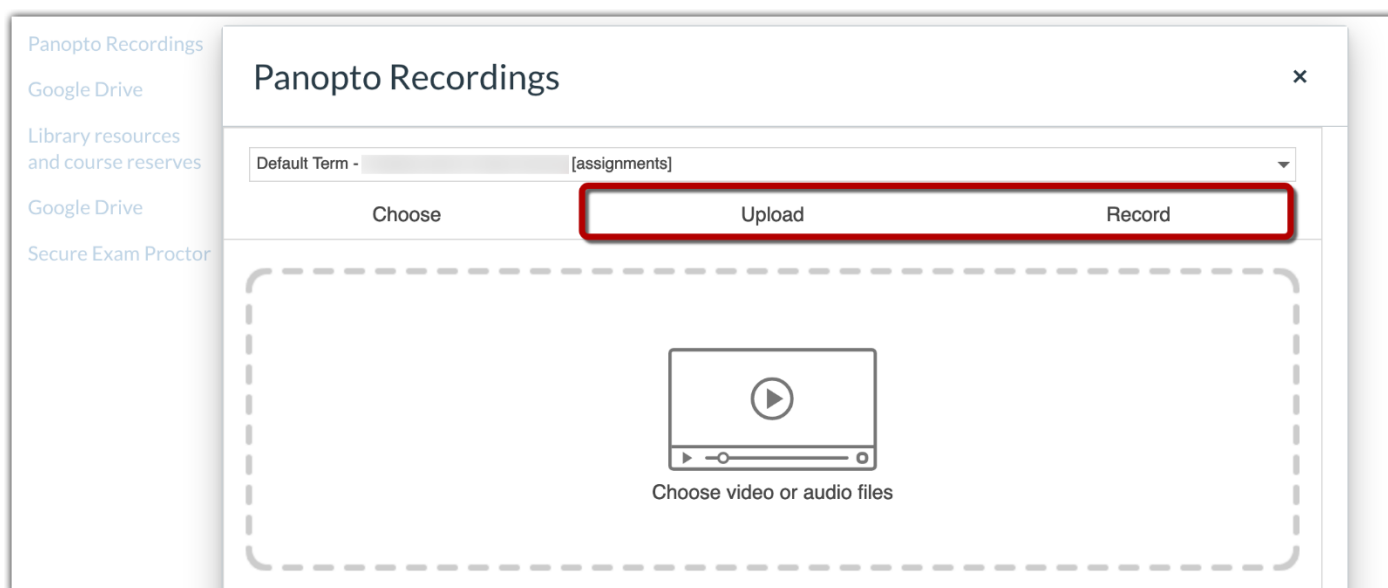 Panopto Recordings
Google Drive
Library resources
and course reserves
Google Drive
Secure Exam Proctor
Panopto Recordings
×
Default Term - [assignments]
Choose Upload Record
Choose video or audio files